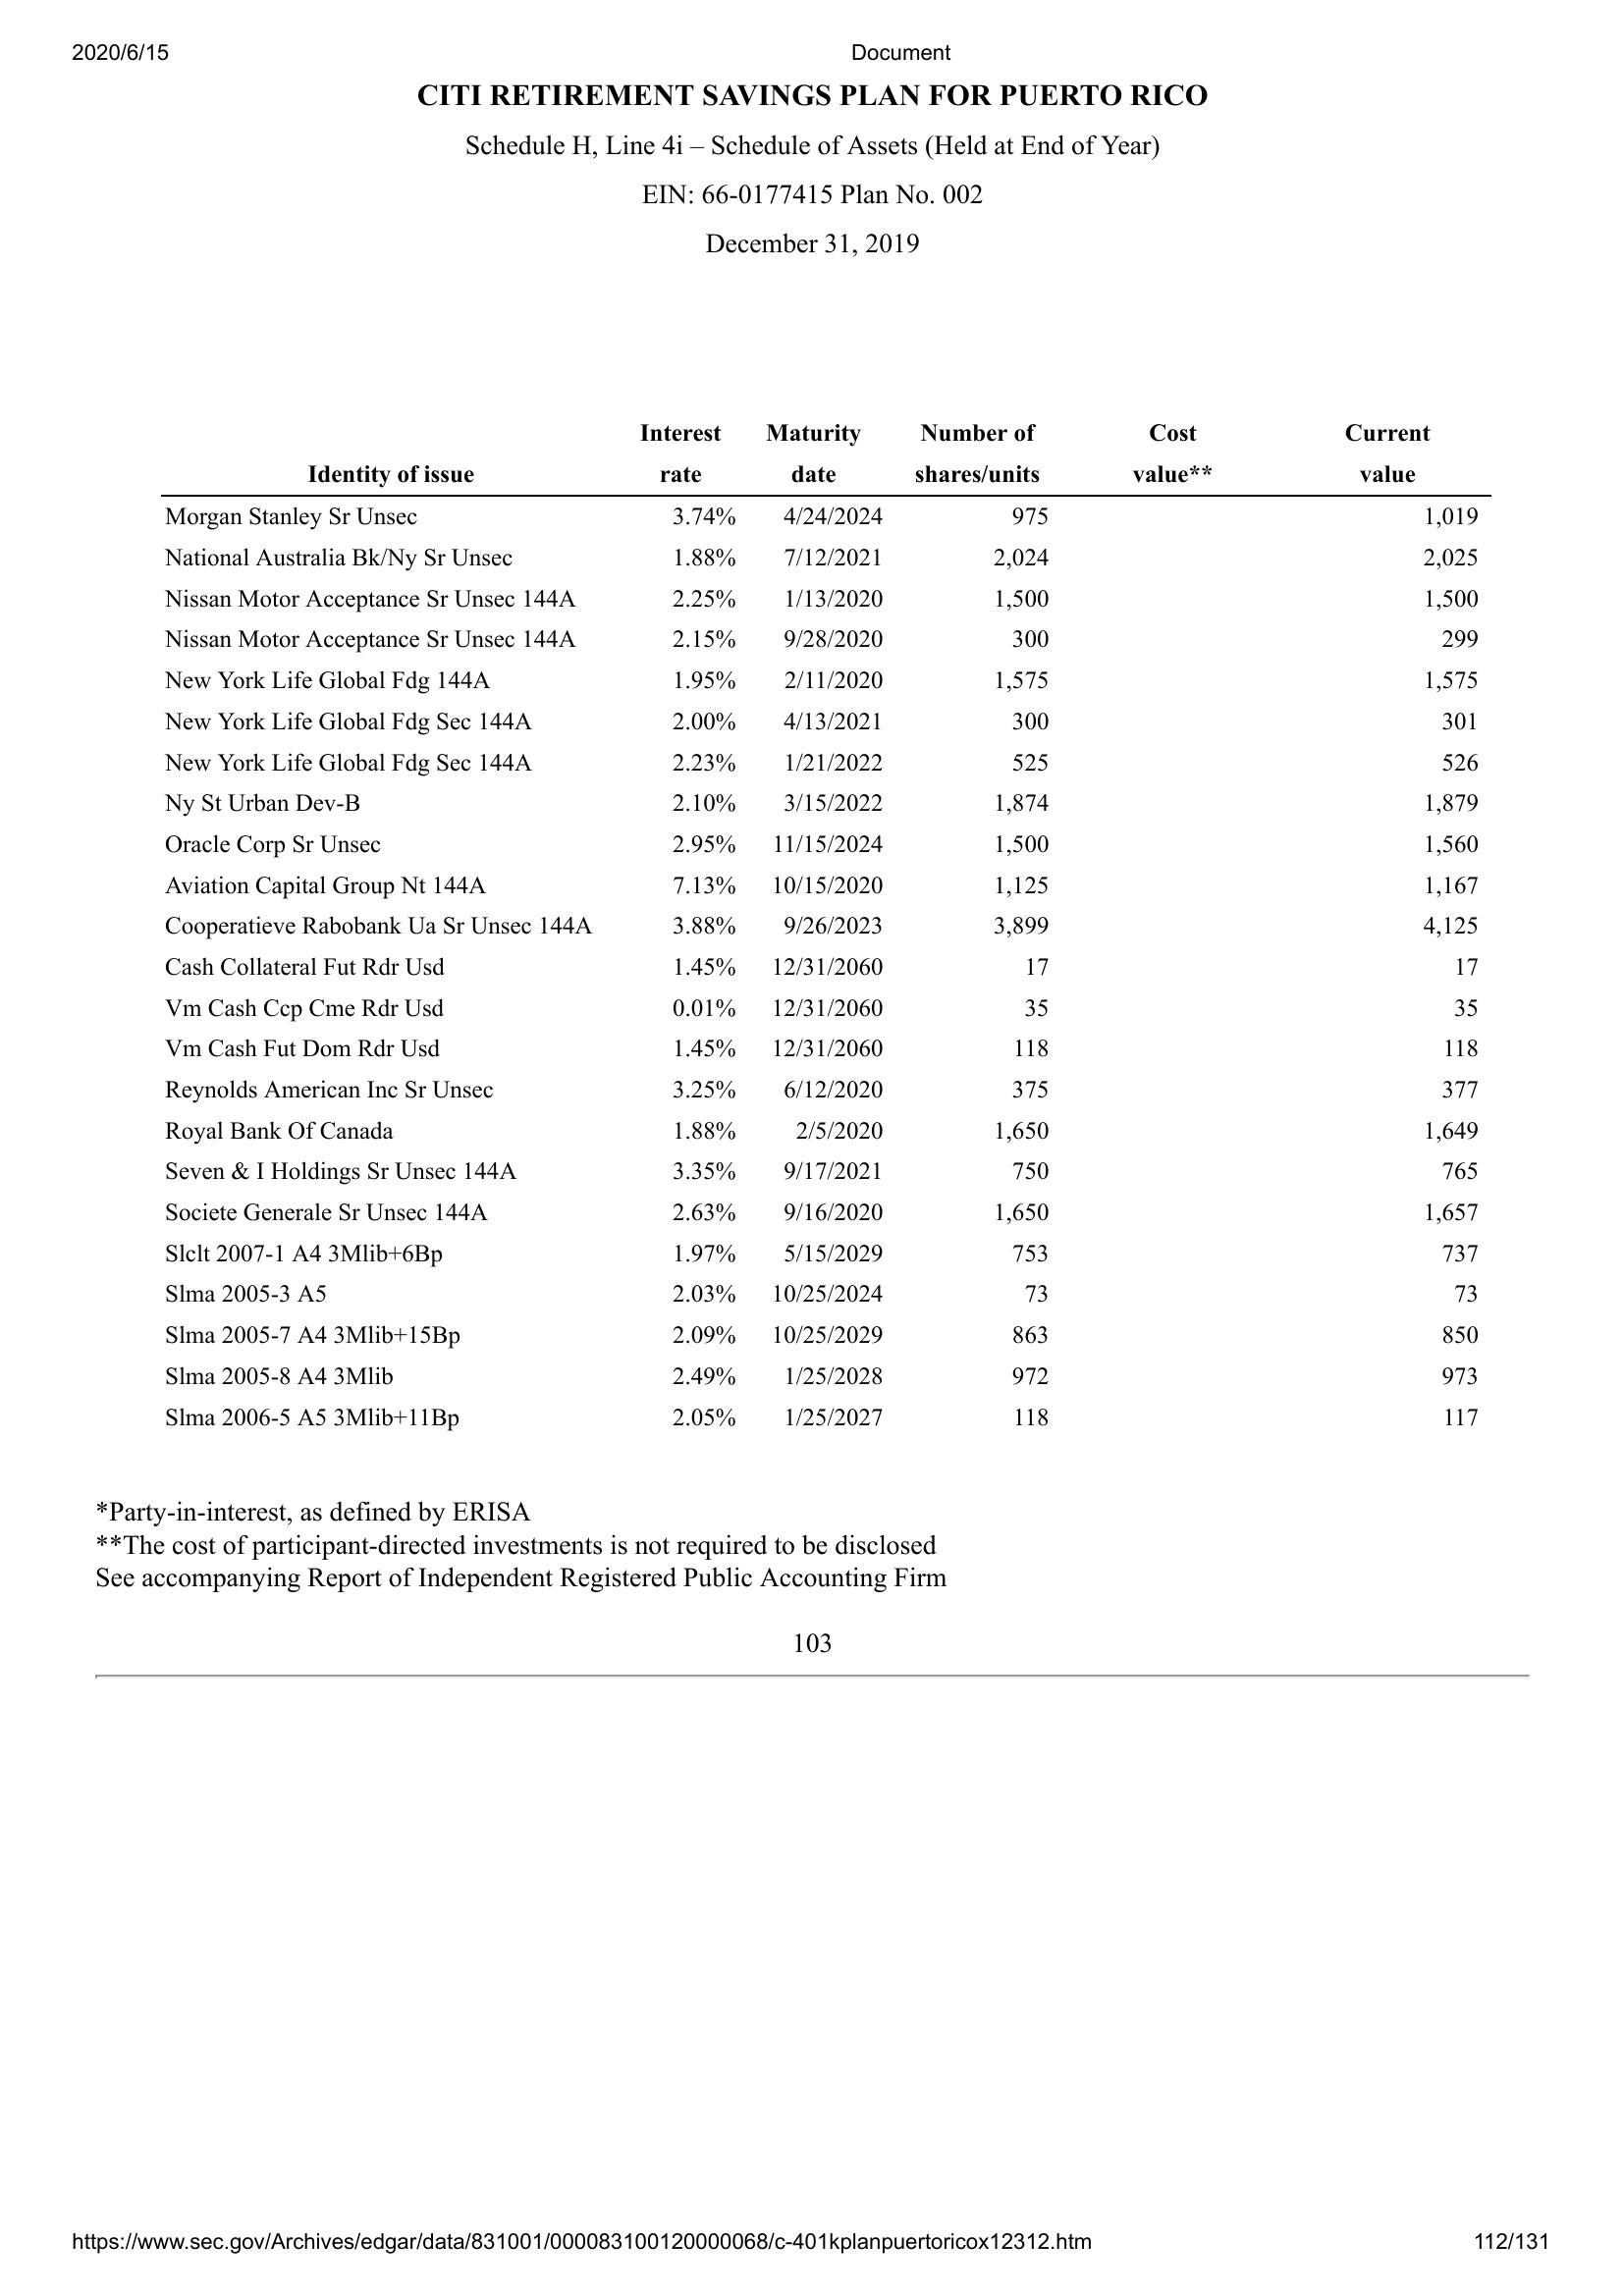 2020/6/15 Document
CITI RETIREMENT SAVINGS PLAN FOR PUERTO RICO
Schedule H, Line 4i – Schedule of Assets (Held at End of Year)
EIN: 66-0177415 Plan No. 002
December 31, 2019
Interest Maturity Number of Cost Current
Identity of issue rate date shares/units value** value
Morgan Stanley Sr Unsec 3.74% 4/24/2024 975 1,019
National Australia Bk/Ny Sr Unsec 1.88% 7/12/2021 2,024 2,025
Nissan Motor Acceptance Sr Unsec 144A 2.25% 1/13/2020 1,500 1,500
Nissan Motor Acceptance Sr Unsec 144A 2.15% 9/28/2020 300 299
New York Life Global Fdg 144A 1.95% 2/11/2020 1,575 1,575
New York Life Global Fdg Sec 144A 2.00% 4/13/2021 300 301
New York Life Global Fdg Sec 144A 2.23% 1/21/2022 525 526
Ny St Urban Dev-B 2.10% 3/15/2022 1,874 1,879
Oracle Corp Sr Unsec 2.95% 11/15/2024 1,500 1,560
Aviation Capital Group Nt 144A 7.13% 10/15/2020 1,125 1,167
Cooperatieve Rabobank Ua Sr Unsec 144A 3.88% 9/26/2023 3,899 4,125
Cash Collateral Fut Rdr Usd 1.45% 12/31/2060 17 17
Vm Cash Ccp Cme Rdr Usd 0.01% 12/31/2060 35 35
Vm Cash Fut Dom Rdr Usd 1.45% 12/31/2060 118 118
Reynolds American Inc Sr Unsec 3.25% 6/12/2020 375 377
Royal Bank Of Canada 1.88% 2/5/2020 1,650 1,649
Seven & I Holdings Sr Unsec 144A 3.35% 9/17/2021 750 765
Societe Generale Sr Unsec 144A 2.63% 9/16/2020 1,650 1,657
Slclt 2007-1 A4 3Mlib+6Bp 1.97% 5/15/2029 753 737
Slma 2005-3 A5 2.03% 10/25/2024 73 73
Slma 2005-7 A4 3Mlib+15Bp 2.09% 10/25/2029 863 850
Slma 2005-8 A4 3Mlib 2.49% 1/25/2028 972 973
Slma 2006-5 A5 3Mlib+11Bp 2.05% 1/25/2027 118 117
*Party-in-interest, as defined by ERISA
**The cost of participant-directed investments is not required to be disclosed
See accompanying Report of Independent Registered Public Accounting Firm
103
https://www.sec.gov/Archives/edgar/data/831001/000083100120000068/c-401kplanpuertoricox12312.htm 112/131